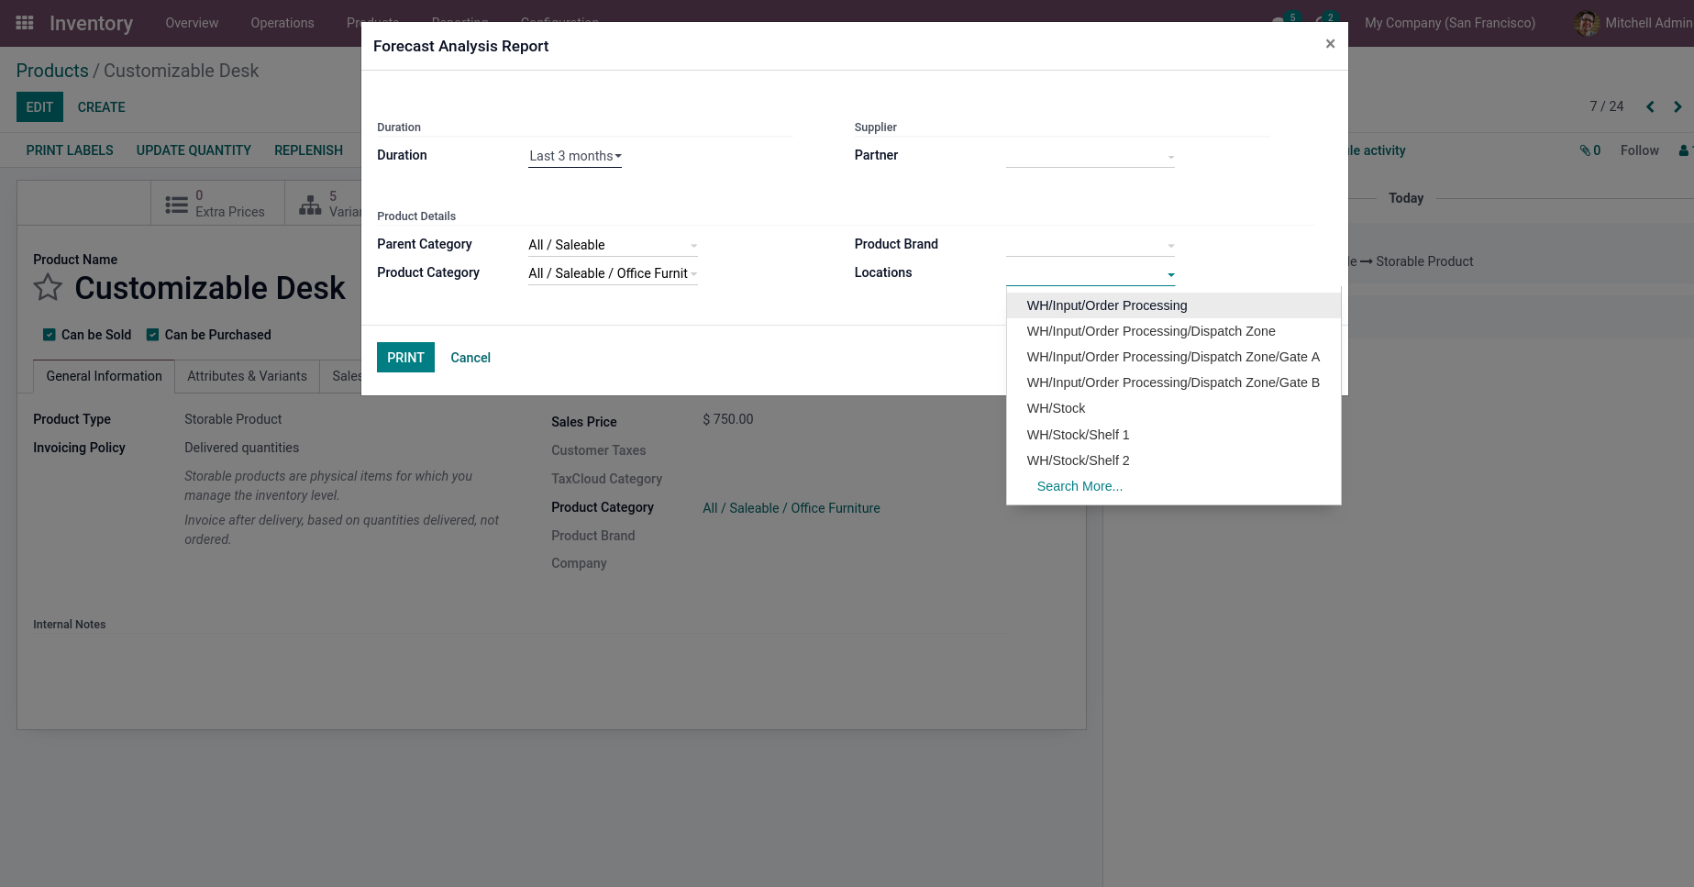 Inventory Overview Operations Products Reporting Configuration 5 2 My Company (San Francisco) Mitchell Admin
Forecast Analysis Report ×
Products / Customizable Desk
EDIT CREATE
7 / 24
PRINT LABELS UPDATE QUANTITY REPLENISH
activity 0 Follow 1
Duration
Duration Last 3 months
Supplier
Partner
Product Details
Parent Category All / Saleable
Product Category All / Saleable / Office Furnit
Product Brand
Locations
WH/Input/Order Processing
WH/Input/Order Processing/Dispatch Zone
WH/Input/Order Processing/Dispatch Zone/Gate A
WH/Input/Order Processing/Dispatch Zone/Gate B
WH/Stock
WH/Stock/Shelf 1
WH/Stock/Shelf 2
Search More...
PRINT Cancel
0
Extra Prices
5
Today
Storable Product
Product Name
Customizable Desk
Can be Sold Can be Purchased
General Information Attributes & Variants Sales
Product Type Storable Product
Invoicing Policy Delivered quantities
Storable products are physical items for which you
manage the inventory level.
Invoice after delivery, based on quantities delivered, not
ordered.
Sales Price $ 750.00
Customer Taxes
TaxCloud Category
Product Category All / Saleable / Office Furniture
Product Brand
Company
Internal Notes